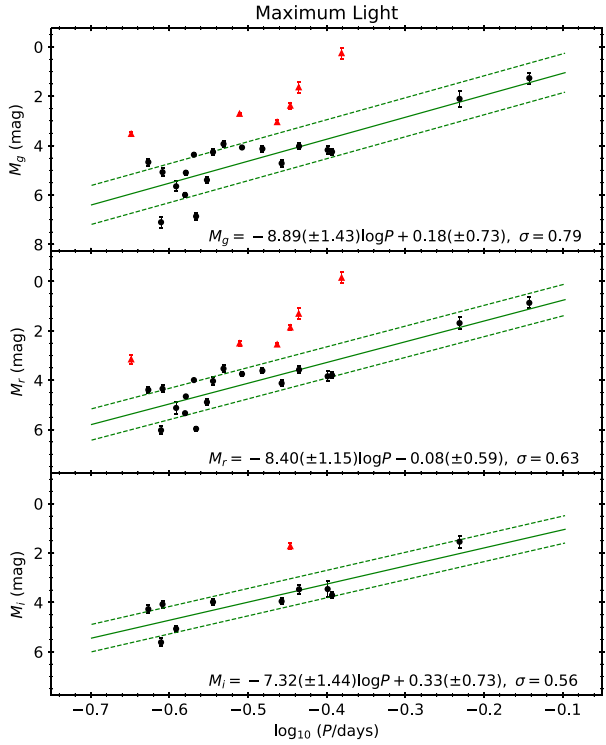 Maximum Light
0
2
4
6
8
M_g (mag)
M_g = −8.89(±1.43)logP + 0.18(±0.73), σ = 0.79
0
2
4
6
M_r (mag)
M_r = −8.40(±1.15)logP − 0.08(±0.59), σ = 0.63
0
2
4
6
M_i (mag)
M_i = −7.32(±1.44)logP + 0.33(±0.73), σ = 0.56
−0.7 −0.6 −0.5 −0.4 −0.3 −0.2 −0.1
log₁₀ (P/days)